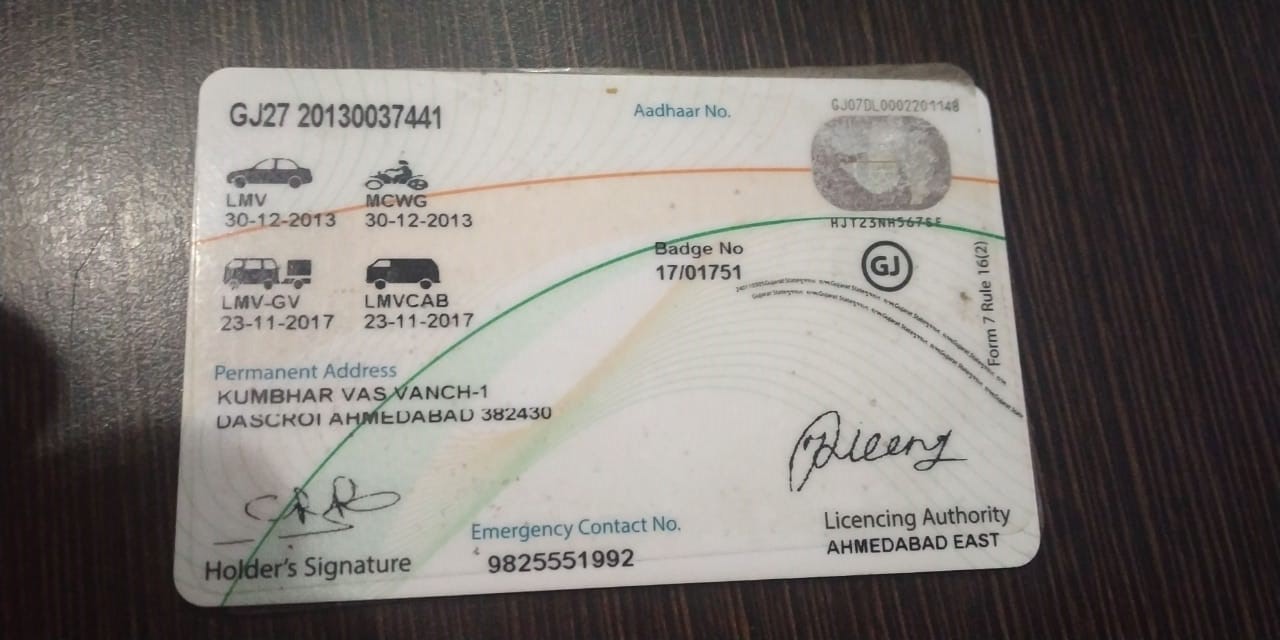 GJ27 20130037441
Aadhaar No.
GJ07DL0002201148
LMV
30-12-2013
MCWG
30-12-2013
Badge No
17/01751
GJ
Form 7 Rule 16(2)
LMV-GV
23-11-2017
LMVCAB
23-11-2017
Permanent Address
KUMBHAR VAS VANCH-1
DASCROI AHMEDABAD 382430
Emergency Contact No.
9825551992
Holder's Signature
Licencing Authority
AHMEDABAD EAST